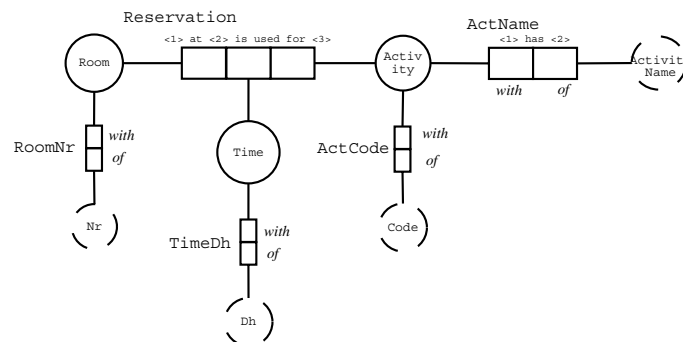 Reservation
ActName
<1> at <2> is used for <3>
<1> has <2>
Room
Activ
ity
Activit
Name
with
of
RoomNr
with
of
Time
ActCode
with
of
Nr
TimeDh
with
of
Code
Dh